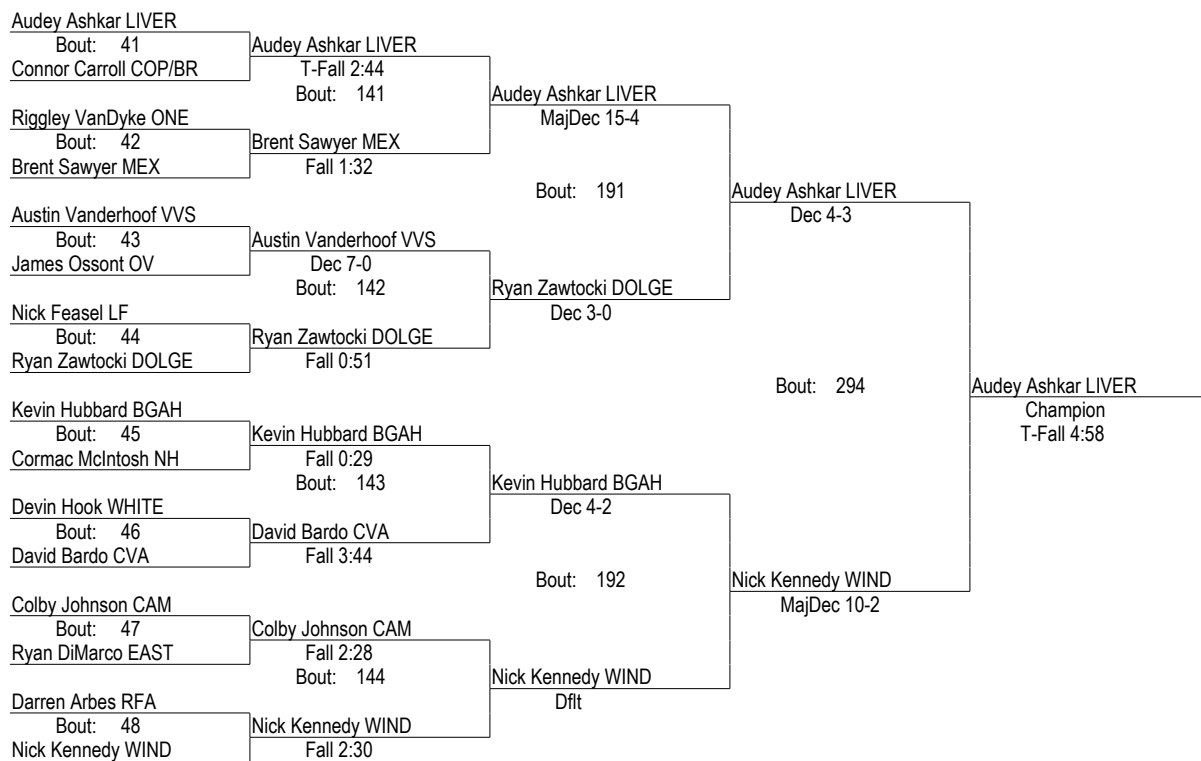 Audey Ashkar LIVER
Bout: 41
Connor Carroll COP/BR
Riggley VanDyke ONE
Bout: 42
Brent Sawyer MEX
Austin Vanderhoof VVS
Bout: 43
James Ossont OV
Nick Feasel LF
Bout: 44
Ryan Zawtocki DOLGE
Kevin Hubbard BGAH
Bout: 45
Cormac McIntosh NH
Devin Hook WHITE
Bout: 46
David Bardo CVA
Colby Johnson CAM
Bout: 47
Ryan DiMarco EAST
Darren Arbes RFA
Bout: 48
Nick Kennedy WIND
Audey Ashkar LIVER
T-Fall 2:44
Bout: 141
Brent Sawyer MEX
Fall 1:32
Austin Vanderhoof VVS
Dec 7-0
Bout: 142
Ryan Zawtocki DOLGE
Fall 0:51
Kevin Hubbard BGAH
Fall 0:29
Bout: 143
David Bardo CVA
Fall 3:44
Colby Johnson CAM
Fall 2:28
Bout: 144
Nick Kennedy WIND
Fall 2:30
Audey Ashkar LIVER
MajDec 15-4
Bout: 191
Ryan Zawtocki DOLGE
Dec 3-0
Kevin Hubbard BGAH
Dec 4-2
Bout: 192
Nick Kennedy WIND
Dflt
Audey Ashkar LIVER
Dec 4-3
Bout: 294
Nick Kennedy WIND
MajDec 10-2
Audey Ashkar LIVER
Champion
T-Fall 4:58